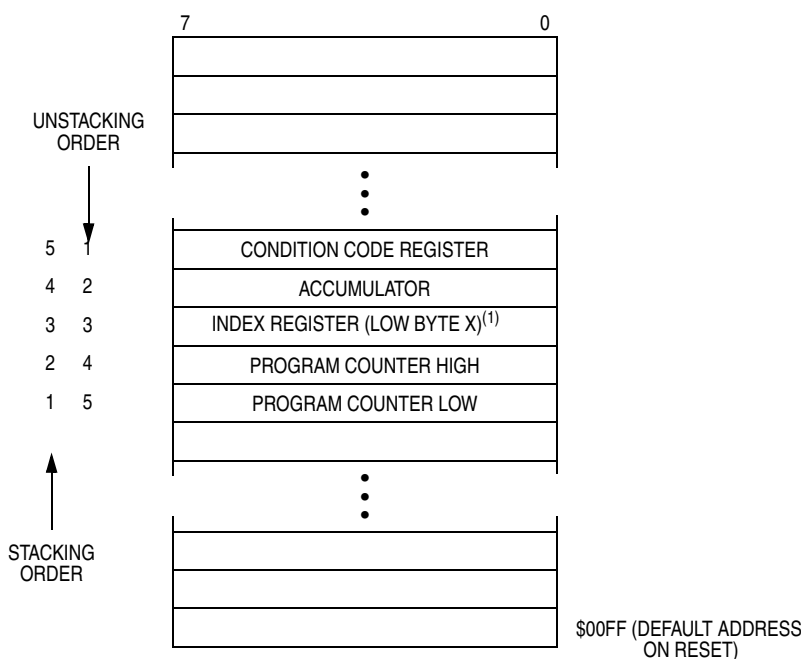 7 0
UNSTACKING
ORDER
5 1 CONDITION CODE REGISTER
4 2 ACCUMULATOR
3 3 INDEX REGISTER (LOW BYTE X)(1)
2 4 PROGRAM COUNTER HIGH
1 5 PROGRAM COUNTER LOW
STACKING
ORDER
$00FF (DEFAULT ADDRESS
ON RESET)